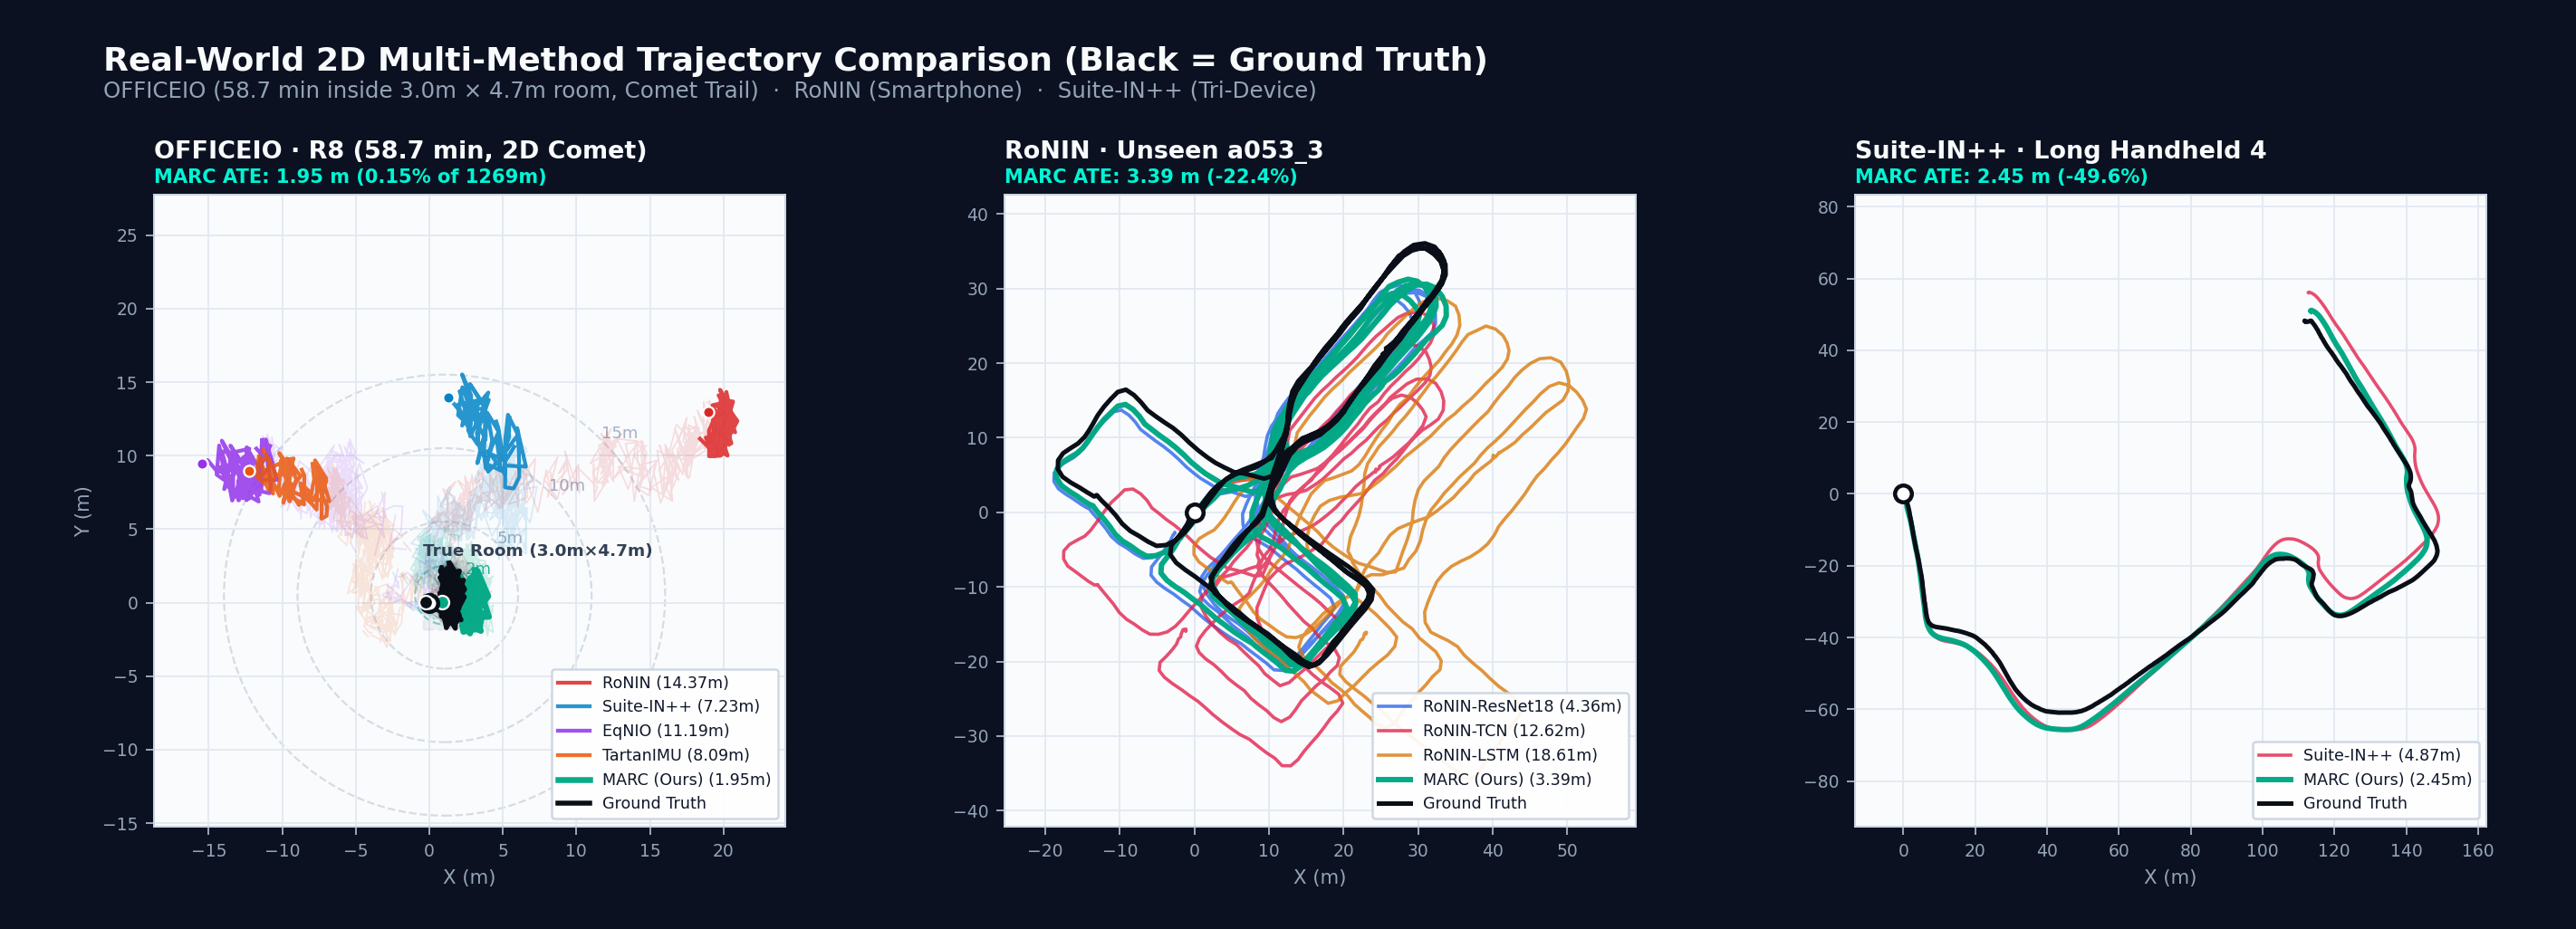 Real-World 2D Multi-Method Trajectory Comparison (Black = Ground Truth)
OFFICEIO (58.7 min inside 3.0m × 4.7m room, Comet Trail) · RoNIN (Smartphone) · Suite-IN++ (Tri-Device)
OFFICEIO · R8 (58.7 min, 2D Comet)
MARC ATE: 1.95 m (0.15% of 1269m)
25
20
15
10
5
0
−5
−10
−15
Y (m)
15m
10m
5m
2m
True Room (3.0m×4.7m)
RoNIN (14.37m)
Suite-IN++ (7.23m)
EqNIO (11.19m)
TartanIMU (8.09m)
MARC (Ours) (1.95m)
Ground Truth
−15 −10 −5 0 5 10 15 20
X (m)
RoNIN · Unseen a053_3
MARC ATE: 3.39 m (-22.4%)
40
30
20
10
0
−10
−20
−30
−40
RoNIN-ResNet18 (4.36m)
RoNIN-TCN (12.62m)
RoNIN-LSTM (18.61m)
MARC (Ours) (3.39m)
Ground Truth
−20 −10 0 10 20 30 40 50
X (m)
Suite-IN++ · Long Handheld 4
MARC ATE: 2.45 m (-49.6%)
80
60
40
20
0
−20
−40
−60
−80
Suite-IN++ (4.87m)
MARC (Ours) (2.45m)
Ground Truth
0 20 40 60 80 100 120 140 160
X (m)